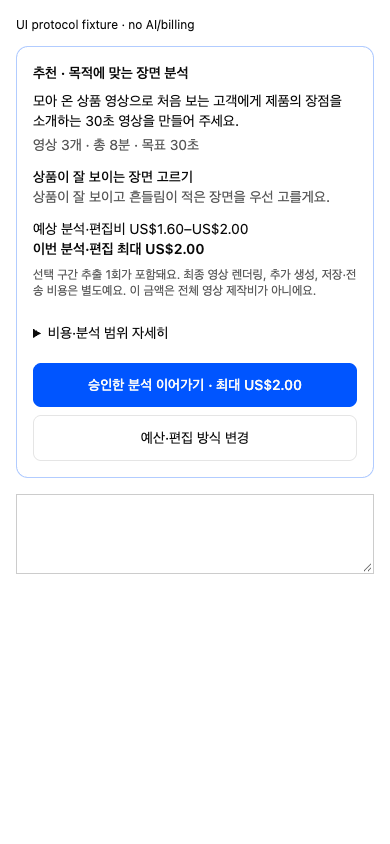 UI protocol fixture · no AI/billing
추천 · 목적에 맞는 장면 분석
모아 온 상품 영상으로 처음 보는 고객에게 제품의 장점을
소개하는 30초 영상을 만들어 주세요.
영상 3개 · 총 8분 · 목표 30초
상품이 잘 보이는 장면 고르기
상품이 잘 보이고 흔들림이 적은 장면을 우선 고를게요.
예상 분석·편집비 US$1.60–US$2.00
이번 분석·편집 최대 US$2.00
선택 구간 추출 1회가 포함돼요. 최종 영상 렌더링, 추가 생성, 저장·전
송 비용은 별도예요. 이 금액은 전체 영상 제작비가 아니에요.
▶ 비용·분석 범위 자세히
승인한 분석 이어가기 · 최대 US$2.00
예산·편집 방식 변경